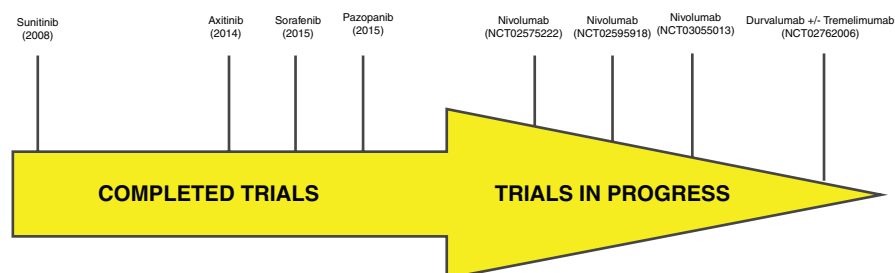 Sunitinib
(2008)
Axitinib
(2014)
Sorafenib
(2015)
Pazopanib
(2015)
Nivolumab
(NCT02575222)
Nivolumab
(NCT02595918)
Nivolumab
(NCT03055013)
Durvalumab +/- Tremelimumab
(NCT02762006)
COMPLETED TRIALS
TRIALS IN PROGRESS